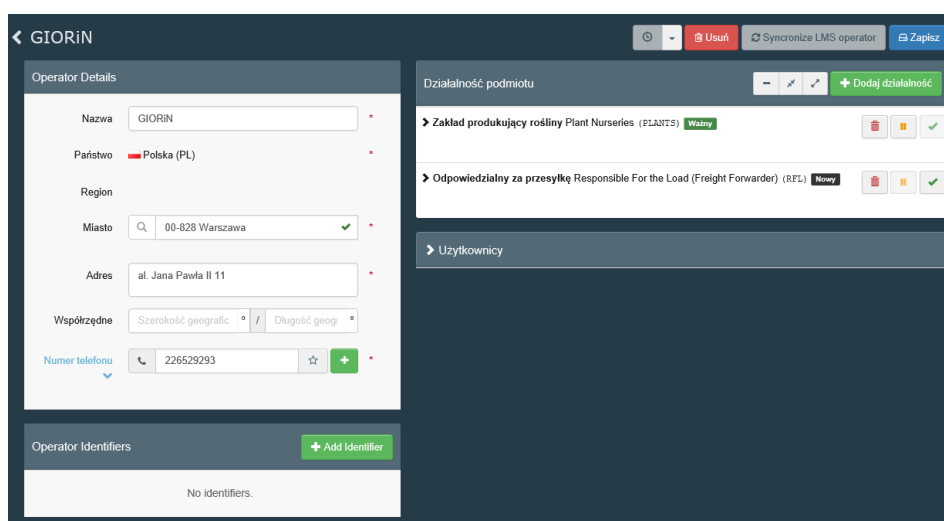 GIORiN
Usuń
Syncronize LMS operator
Zapisz
Operator Details
Nazwa GIORiN *
Państwo Polska (PL) *
Region
Miasto 00-828 Warszawa *
Adres al. Jana Pawła II 11 *
Współrzędne Szerokość geografic º / Długość geogr º
Numer telefonu 226529293 *
Operator Identifiers
Add Identifier
No identifiers.
Działalność podmiotu
Dodaj działalność
Zakład produkujący rośliny Plant Nurseries (PLANTS) Ważny
Odpowiedzialny za przesyłkę Responsible For the Load (Freight Forwarder) (RFL) Nowy
Użytkownicy